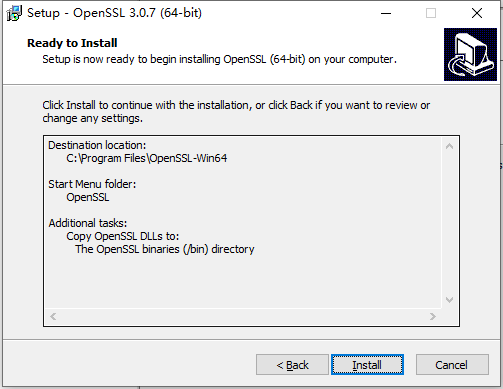 Setup - OpenSSL 3.0.7 (64-bit)
Ready to Install
Setup is now ready to begin installing OpenSSL (64-bit) on your computer.
Click Install to continue with the installation, or click Back if you want to review or
change any settings.
Destination location:
C:\Program Files\OpenSSL-Win64
Start Menu folder:
OpenSSL
Additional tasks:
Copy OpenSSL DLLs to:
The OpenSSL binaries (/bin) directory
< Back
Install
Cancel